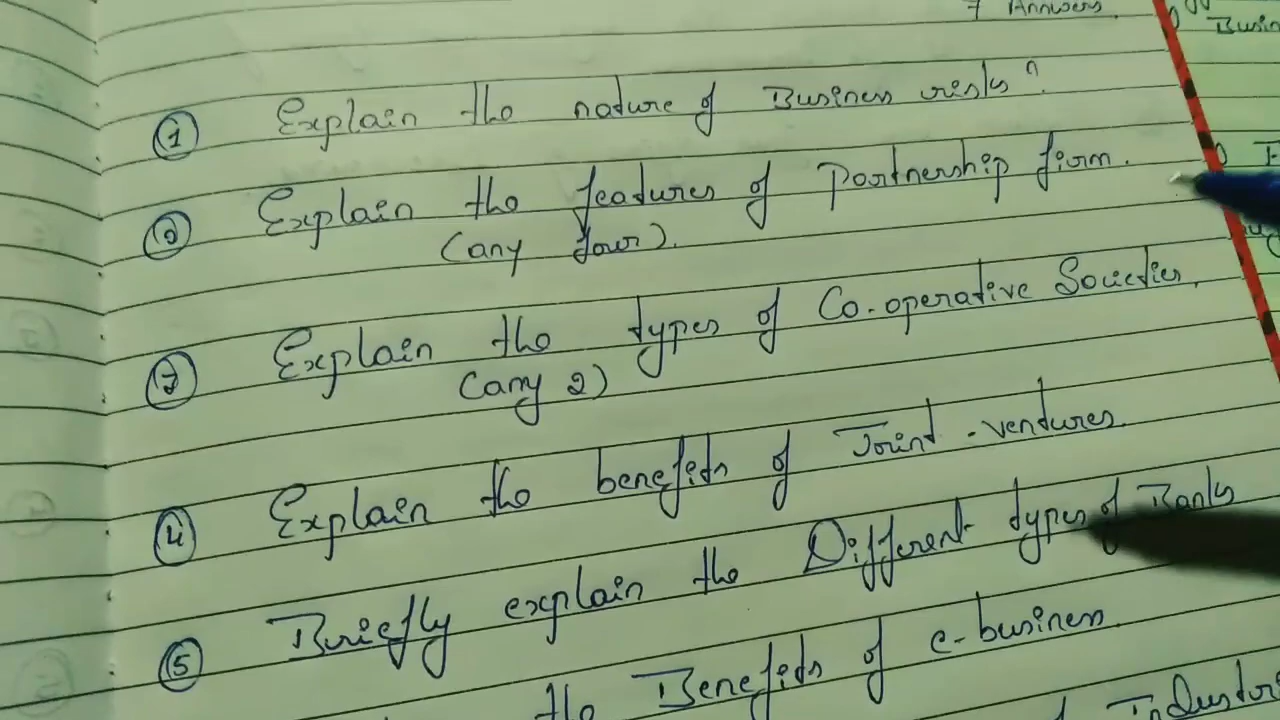 7 Answers.
Busin
① Explain the nature of Business risks?
② Explain the features of Partnership firm.
(any four).
③ Explain the types of Co-operative Societies.
(any 2)
④ Explain the benefits of Joint-ventures.
⑤ Briefly explain the Different types of Banks
the Benefits of e-business.
Industri